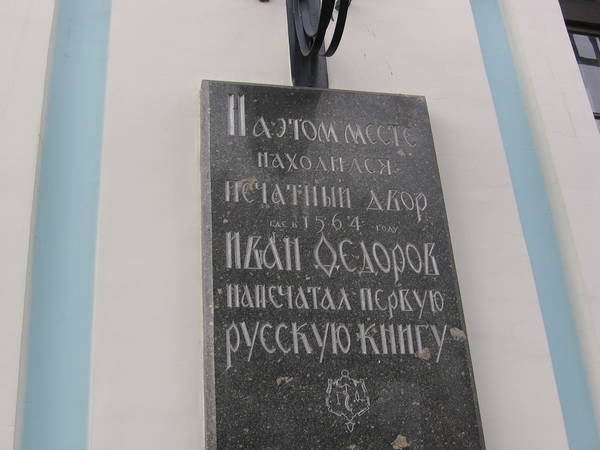 На этом месте
находился
печатный двор
где в 1564 году
Иван Федоров
напечатал первую
русскую книгу